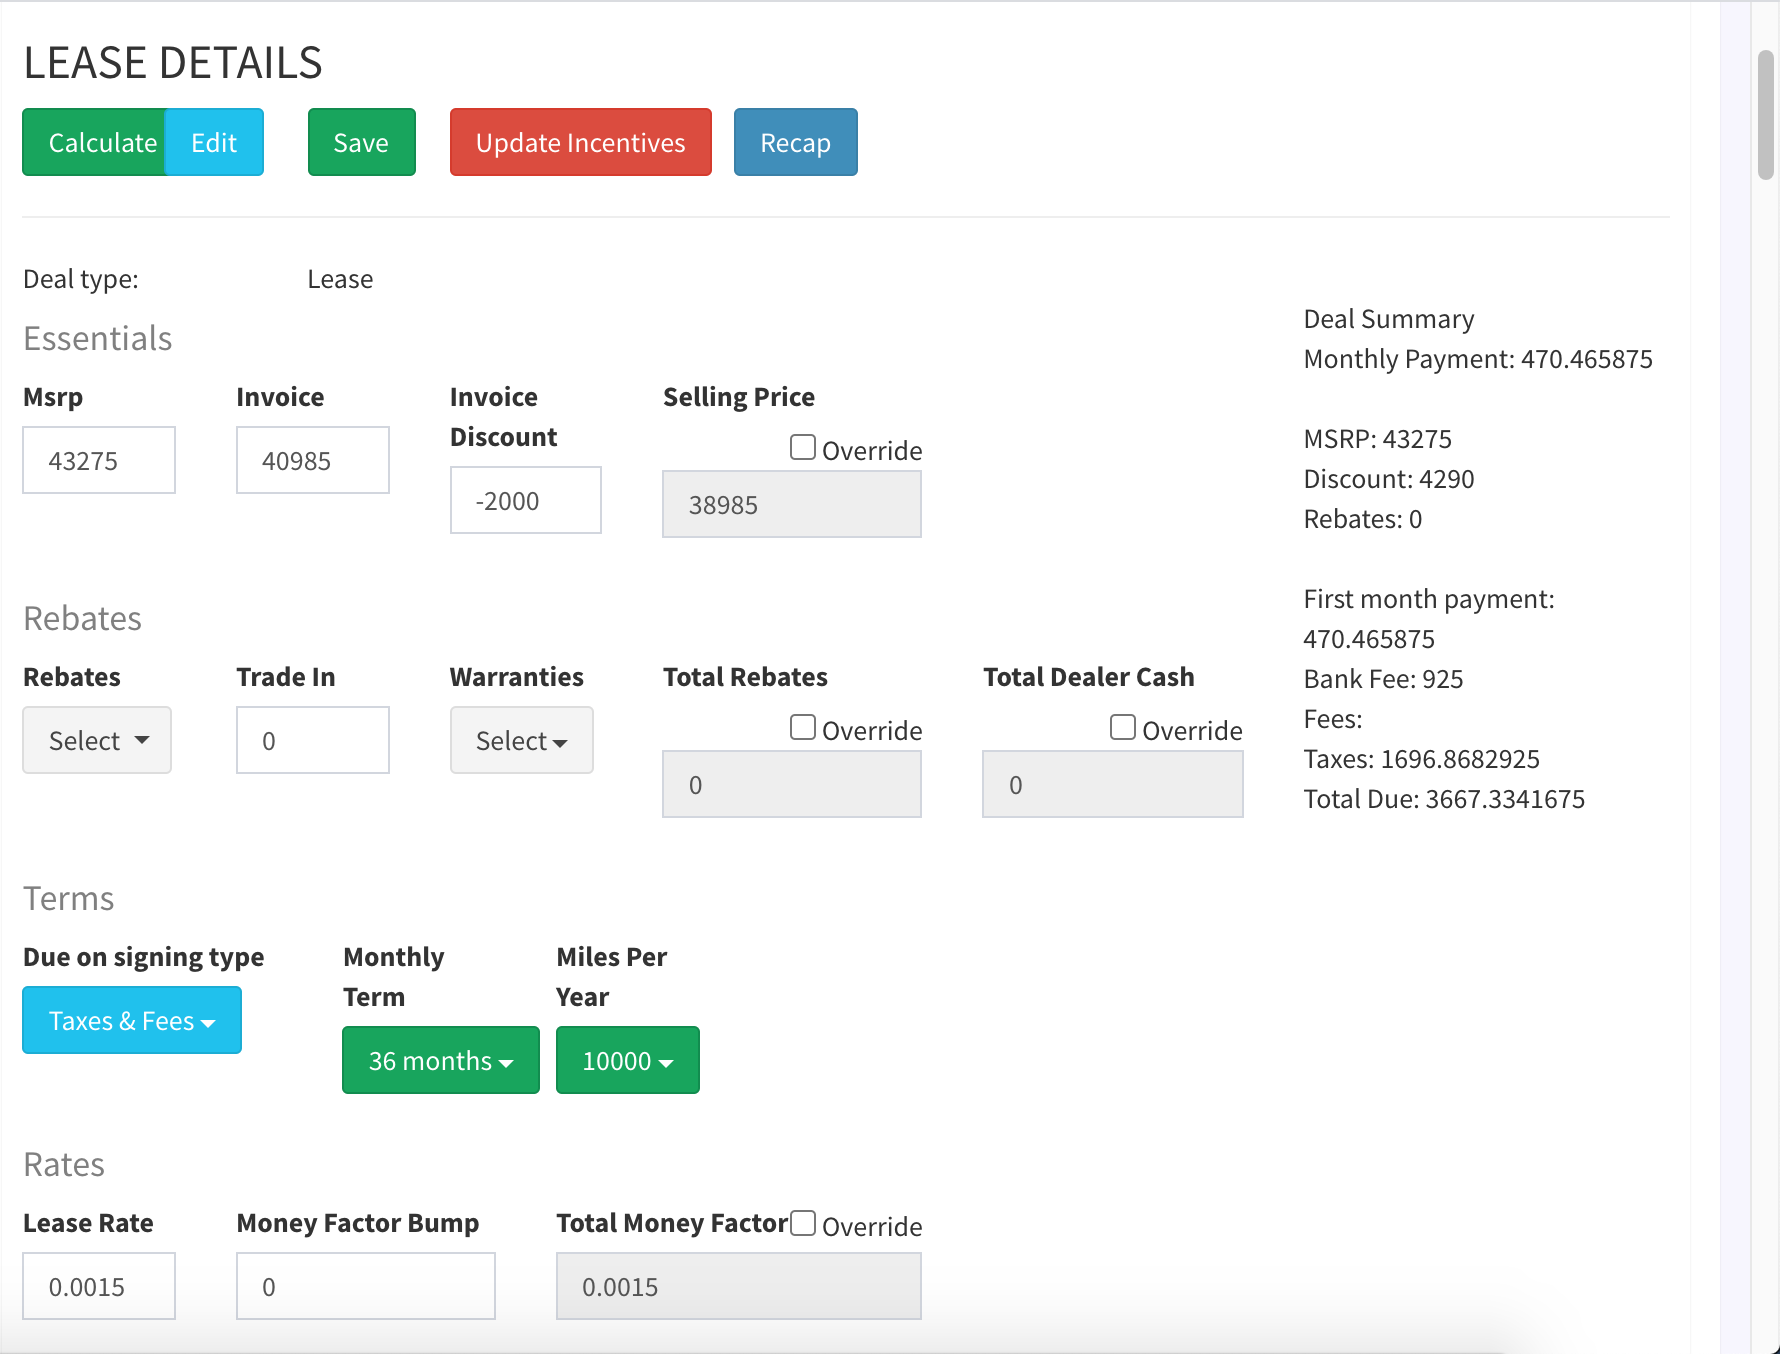 LEASE DETAILS
Calculate Edit Save Update Incentives Recap
Deal type: Lease
Essentials
Msrp Invoice Invoice Discount Selling Price
Override
43275 40985 -2000 38985
Rebates
Rebates Trade In Warranties Total Rebates Total Dealer Cash
Override Override
Select 0 Select 0 0
Terms
Due on signing type Monthly Term Miles Per Year
Taxes & Fees 36 months 10000
Rates
Lease Rate Money Factor Bump Total Money Factor Override
0.0015 0 0.0015
Deal Summary
Monthly Payment: 470.465875
MSRP: 43275
Discount: 4290
Rebates: 0
First month payment:
470.465875
Bank Fee: 925
Fees:
Taxes: 1696.8682925
Total Due: 3667.3341675